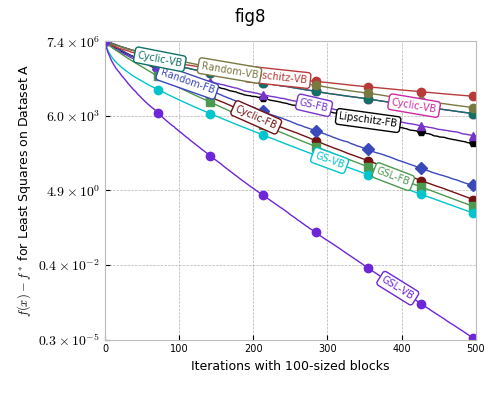 fig8
7.4 × 10⁶
6.0 × 10³
4.9 × 10⁰
0.4 × 10⁻²
0.3 × 10⁻⁵
f(x) − f* for Least Squares on Dataset A
Cyclic-VB
Random-VB
Random-FB
GS-FB
Cyclic-VB
Cyclic-FB
Lipschitz-FB
GS-VB
GSL-FB
GSL-VB
0 100 200 300 400 500
Iterations with 100-sized blocks